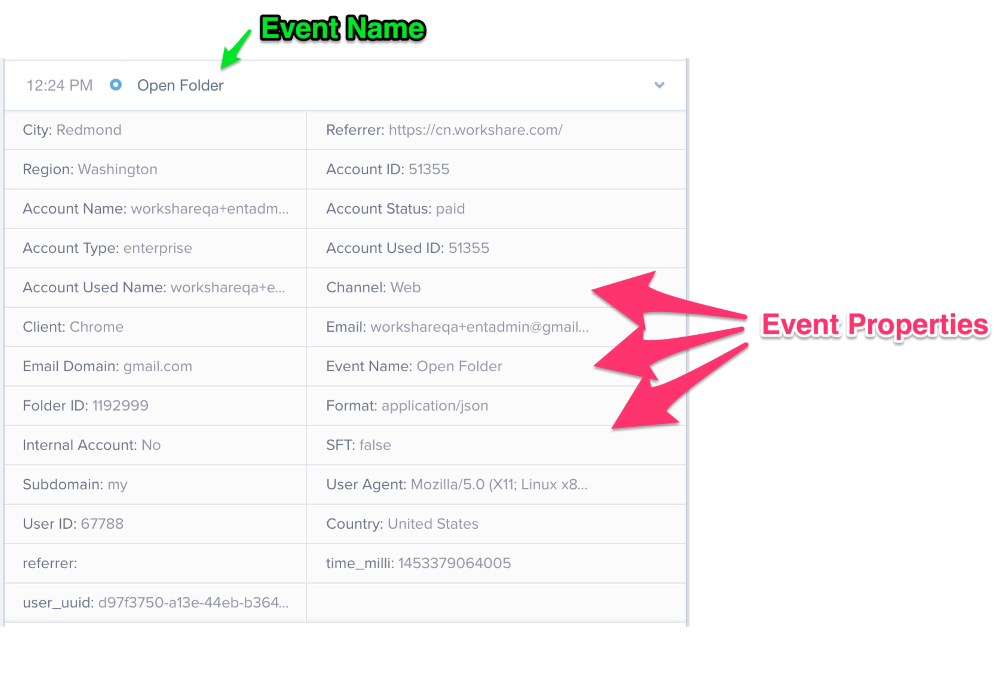 Event Name
12:24 PM Open Folder
City: Redmond
Referrer: https://cn.workshare.com/
Region: Washington
Account ID: 51355
Account Name: workshareqa+entadm...
Account Status: paid
Account Type: enterprise
Account Used ID: 51355
Account Used Name: workshareqa+e...
Channel: Web
Client: Chrome
Email: workshareqa+entadmin@gmail...
Event Properties
Email Domain: gmail.com
Event Name: Open Folder
Folder ID: 1192999
Format: application/json
Internal Account: No
SFT: false
Subdomain: my
User Agent: Mozilla/5.0 (X11; Linux x8...
User ID: 67788
Country: United States
referrer:
time_milli: 1453379064005
user_uuid: d97f3750-a13e-44eb-b364...